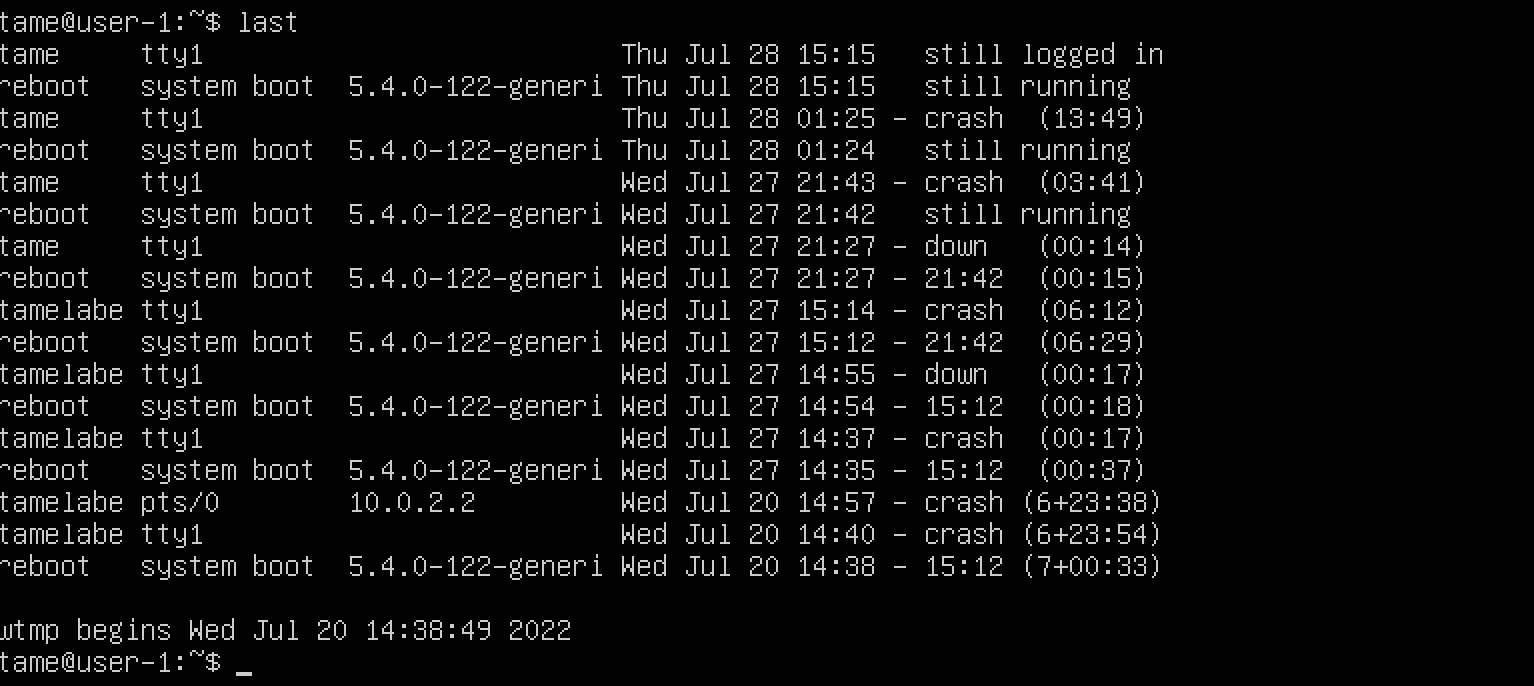 tame@user-1:~$ last
tame     tty1                          Thu Jul 28 15:15   still logged in
reboot   system boot  5.4.0-122-generi Thu Jul 28 15:15   still running
tame     tty1                          Thu Jul 28 01:25 - crash  (13:49)
reboot   system boot  5.4.0-122-generi Thu Jul 28 01:24   still running
tame     tty1                          Wed Jul 27 21:43 - crash  (03:41)
reboot   system boot  5.4.0-122-generi Wed Jul 27 21:42   still running
tame     tty1                          Wed Jul 27 21:27 - down   (00:14)
reboot   system boot  5.4.0-122-generi Wed Jul 27 21:27 - 21:42  (00:15)
tamelabe tty1                          Wed Jul 27 15:14 - crash  (06:12)
reboot   system boot  5.4.0-122-generi Wed Jul 27 15:12 - 21:42  (06:29)
tamelabe tty1                          Wed Jul 27 14:55 - down   (00:17)
reboot   system boot  5.4.0-122-generi Wed Jul 27 14:54 - 15:12  (00:18)
tamelabe tty1                          Wed Jul 27 14:37 - crash  (00:17)
reboot   system boot  5.4.0-122-generi Wed Jul 27 14:35 - 15:12  (00:37)
tamelabe pts/0        10.0.2.2         Wed Jul 20 14:57 - crash (6+23:38)
tamelabe tty1                          Wed Jul 20 14:40 - crash (6+23:54)
reboot   system boot  5.4.0-122-generi Wed Jul 20 14:38 - 15:12 (7+00:33)

wtmp begins Wed Jul 20 14:38:49 2022
tame@user-1:~$ _